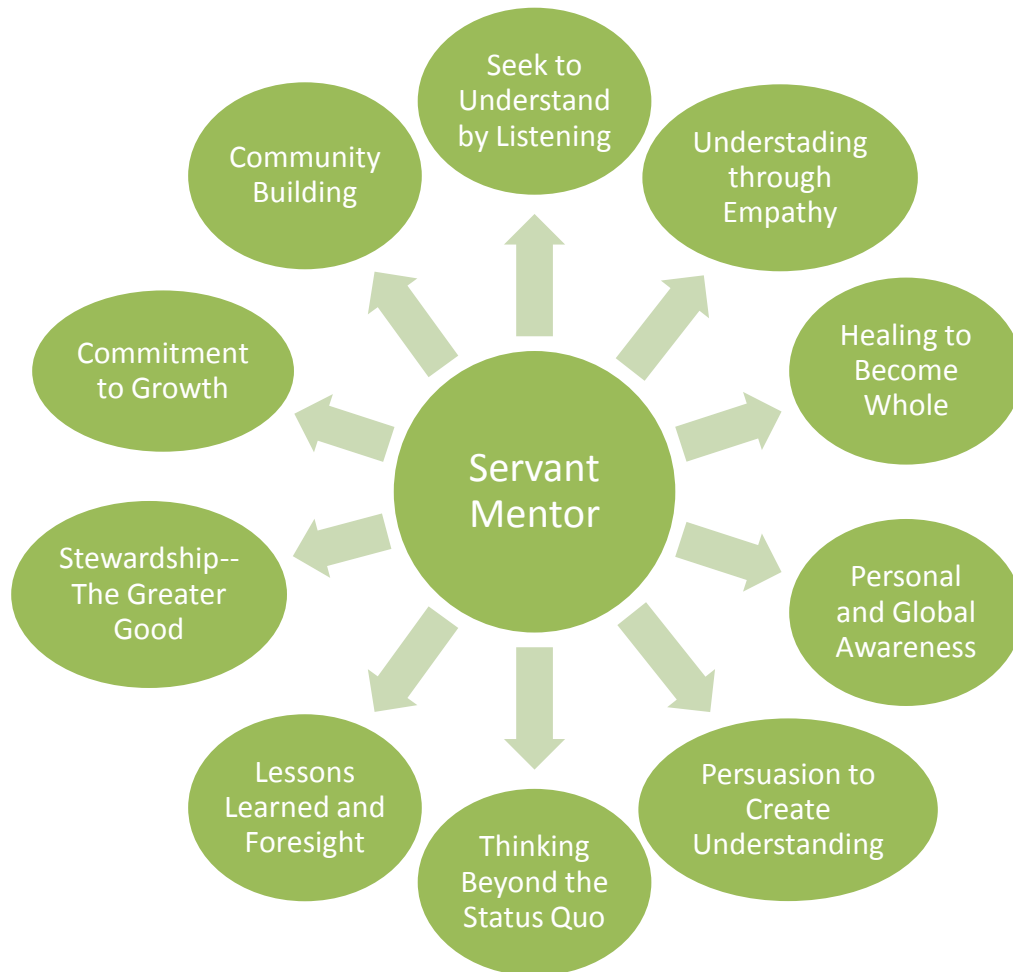 Seek to
Understand
by Listening
Understading
through
Empathy
Healing to
Become
Whole
Personal
and Global
Awareness
Persuasion to
Create
Understanding
Thinking
Beyond the
Status Quo
Lessons
Learned and
Foresight
Stewardship--
The Greater
Good
Commitment
to Growth
Community
Building
Servant
Mentor